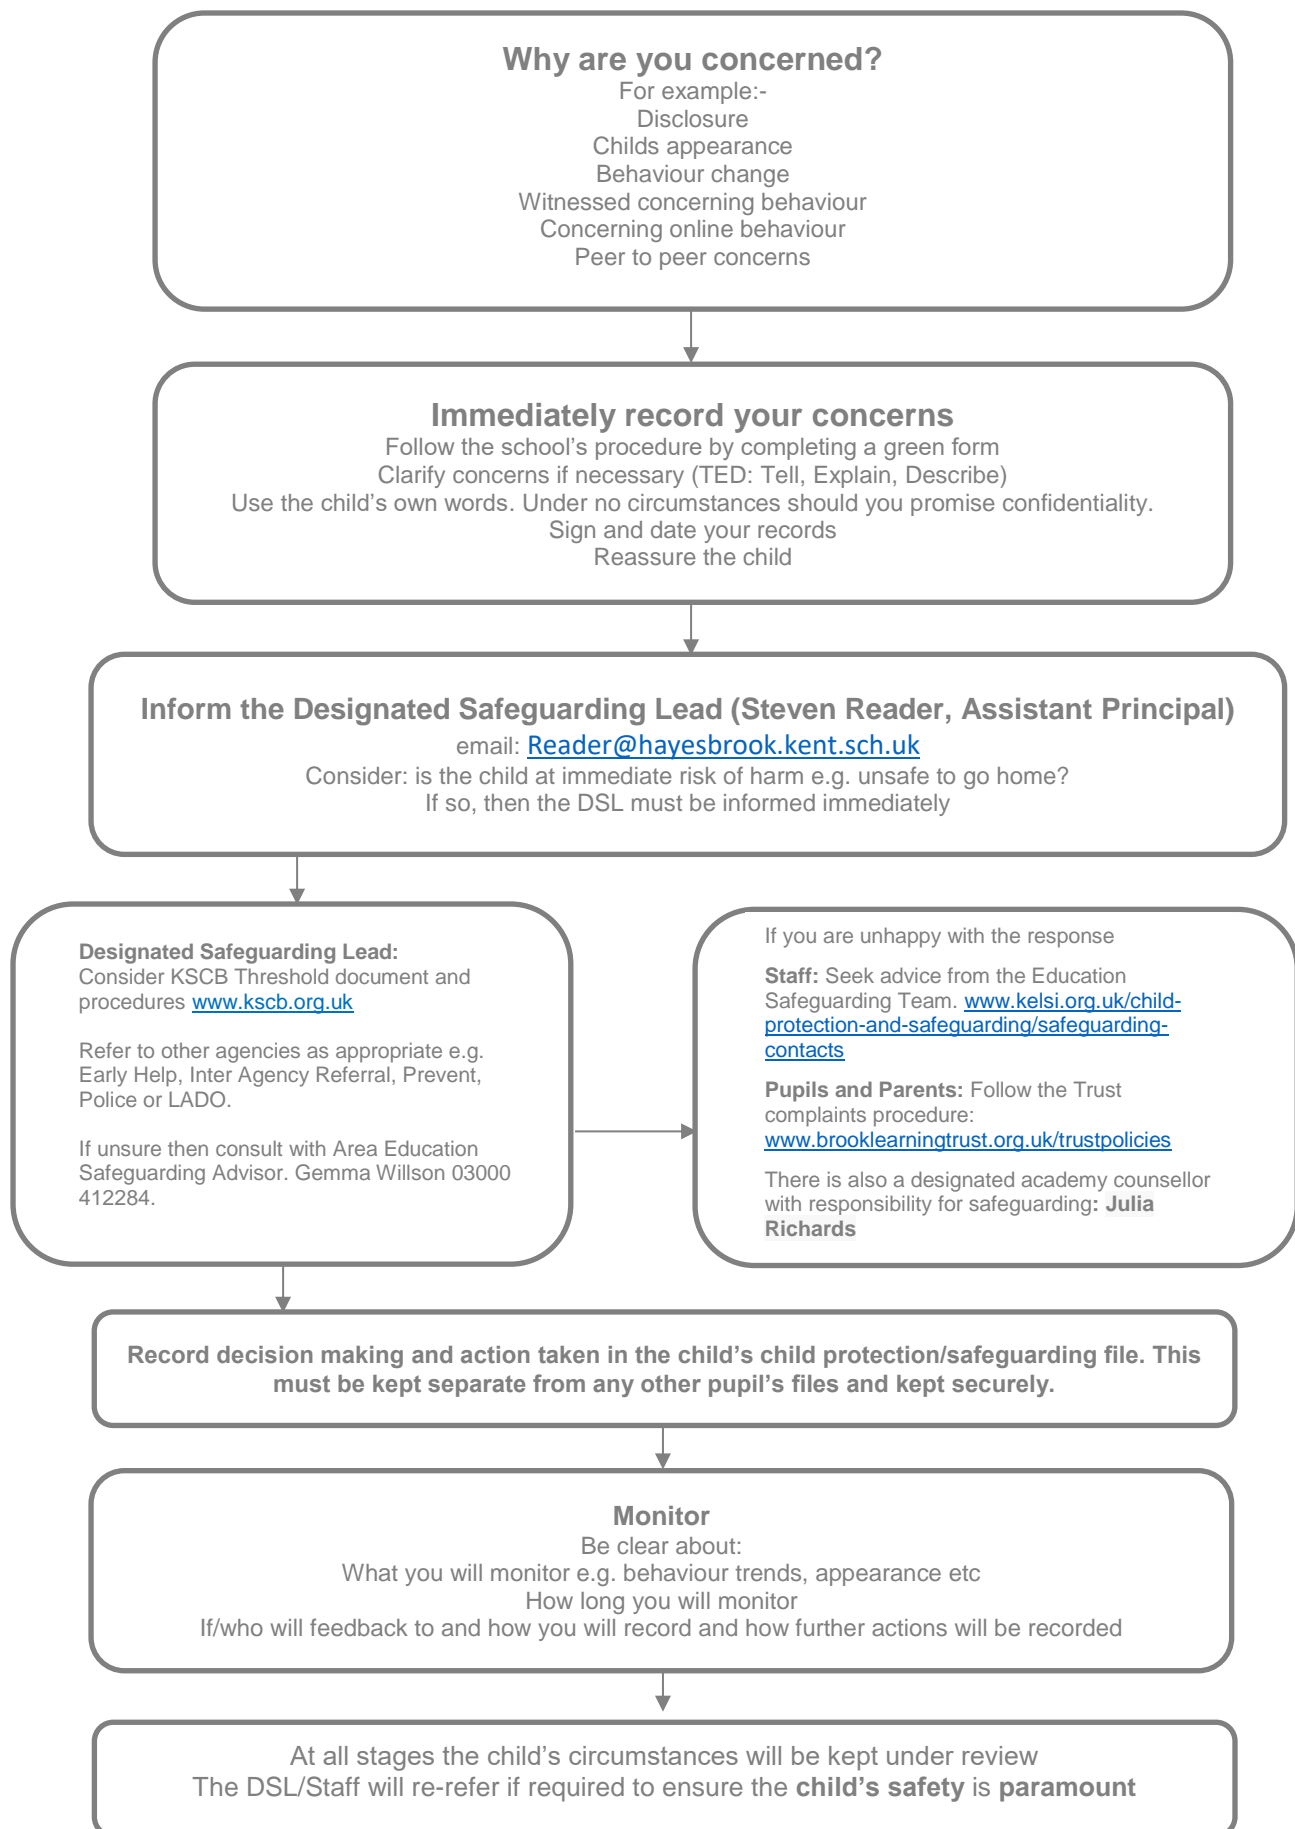 Why are you concerned?
For example:-
Disclosure
Childs appearance
Behaviour change
Witnessed concerning behaviour
Concerning online behaviour
Peer to peer concerns
Immediately record your concerns
Follow the school’s procedure by completing a green form
Clarify concerns if necessary (TED: Tell, Explain, Describe)
Use the child’s own words. Under no circumstances should you promise confidentiality.
Sign and date your records
Reassure the child
Inform the Designated Safeguarding Lead (Steven Reader, Assistant Principal)
email: Reader@hayesbrook.kent.sch.uk
Consider: is the child at immediate risk of harm e.g. unsafe to go home?
If so, then the DSL must be informed immediately
Designated Safeguarding Lead:
Consider KSCB Threshold document and
procedures www.kscb.org.uk
Refer to other agencies as appropriate e.g.
Early Help, Inter Agency Referral, Prevent,
Police or LADO.
If unsure then consult with Area Education
Safeguarding Advisor. Gemma Willson 03000
412284.
If you are unhappy with the response
Staff: Seek advice from the Education
Safeguarding Team. www.kelsi.org.uk/child-
protection-and-safeguarding/safeguarding-
contacts
Pupils and Parents: Follow the Trust
complaints procedure:
www.brooklearningtrust.org.uk/trustpolicies
There is also a designated academy counsellor
with responsibility for safeguarding: Julia
Richards
Record decision making and action taken in the child’s child protection/safeguarding file. This
must be kept separate from any other pupil’s files and kept securely.
Monitor
Be clear about:
What you will monitor e.g. behaviour trends, appearance etc
How long you will monitor
If/who will feedback to and how you will record and how further actions will be recorded
At all stages the child’s circumstances will be kept under review
The DSL/Staff will re-refer if required to ensure the child’s safety is paramount